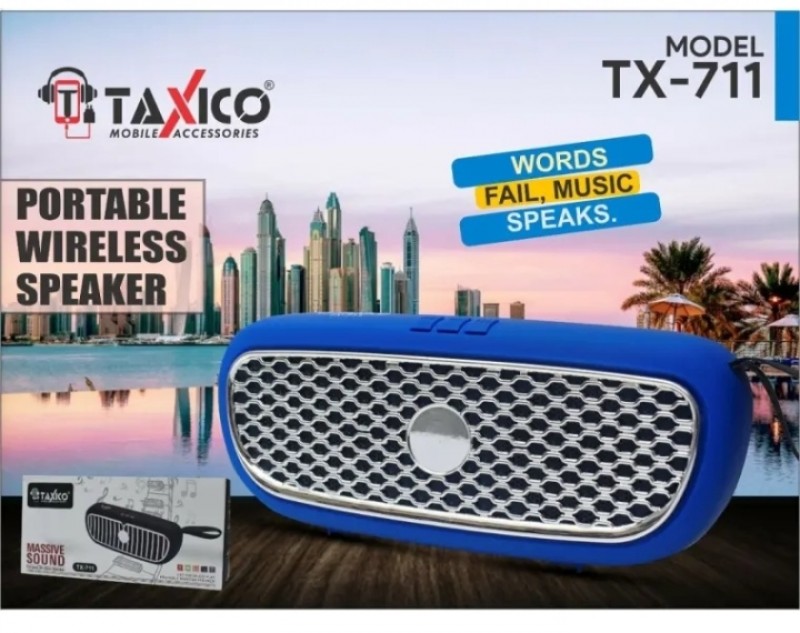 TAXICO®
MOBILE ACCESSORIES
MODEL
TX-711
WORDS
FAIL, MUSIC
SPEAKS.
PORTABLE
WIRELESS
SPEAKER
TAXICO
MASSIVE
SOUND
TX-711